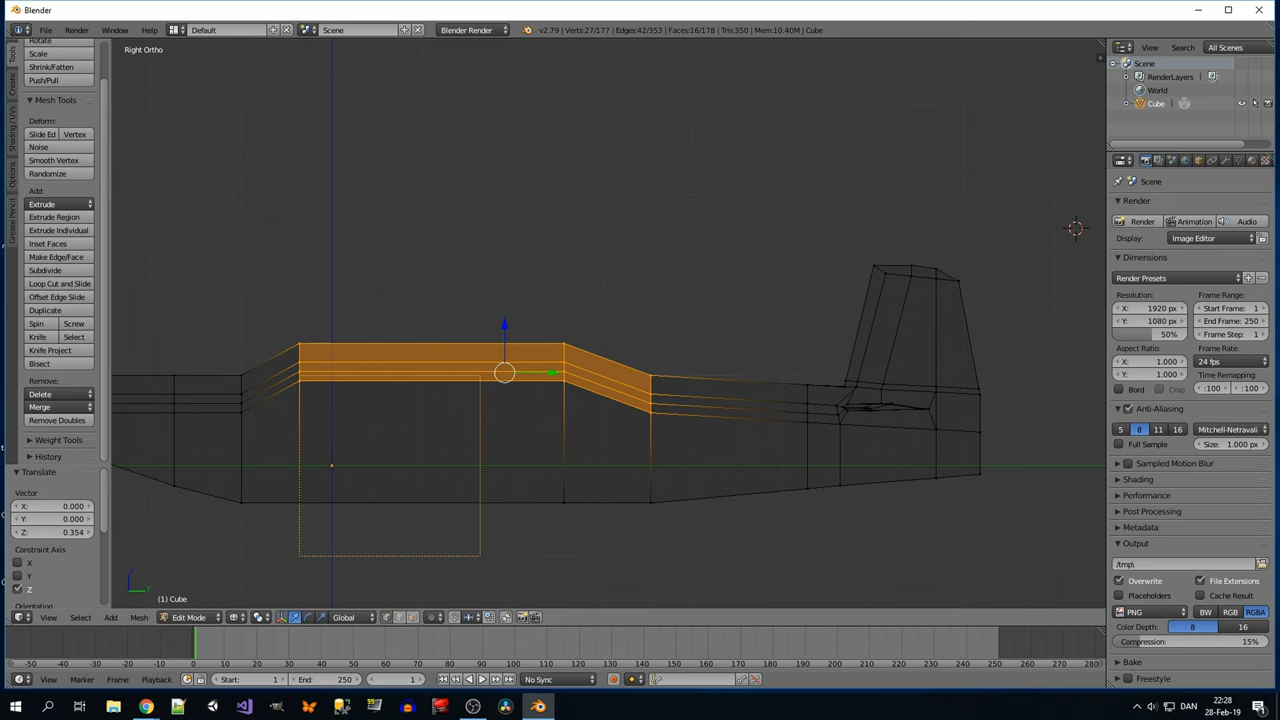 Blender
File Render Window Help Default Scene Blender Render v2.79 | Verts:27/177 | Edges:42/353 | Faces:16/178 | Tris:350 | Mem:10.40M | Cube
Right Ortho
Tools
Create
Shading / UVs
Options
Grease Pencil
Rotate
Scale
Shrink/Fatten
Push/Pull
Mesh Tools
Deform:
Slide Ed Vertex
Noise
Smooth Vertex
Randomize
Add:
Extrude
Extrude Region
Extrude Individual
Inset Faces
Make Edge/Face
Subdivide
Loop Cut and Slide
Offset Edge Slide
Duplicate
Spin Screw
Knife Select
Knife Project
Bisect
Remove:
Delete
Merge
Remove Doubles
Weight Tools
History
Translate
Vector
X: 0.000
Y: 0.000
Z: 0.354
Constraint Axis
X
Y
Z
Orientation
z
y
(1) Cube
View Select Add Mesh Edit Mode Global
-50 -40 -30 -20 -10 0 10 20 30 40 50 60 70 80 90 100 110 120 130 140 150 160 170 180 190 200 210 220 230 240 250 260 270 280
View Marker Frame Playback Start: 1 End: 250 1 No Sync
View Search All Scenes
Scene
RenderLayers
World
Cube
Scene
Render
Render Animation Audio
Display: Image Editor
Dimensions
Render Presets
Resolution: Frame Range:
X: 1920 px Start Frame: 1
Y: 1080 px End Frame: 250
50% Frame Step: 1
Aspect Ratio: Frame Rate:
X: 1.000 24 fps
Y: 1.000 Time Remapping:
Bord Crop :100 :100
Anti-Aliasing
5 8 11 16 Mitchell-Netravali
Full Sample Size: 1.000 px
Sampled Motion Blur
Shading
Performance
Post Processing
Metadata
Output
/tmp\
Overwrite File Extensions
Placeholders Cache Result
PNG BW RGB RGBA
Color Depth: 8 16
Compression: 15%
Bake
Freestyle
DAN 22:28
28-Feb-19